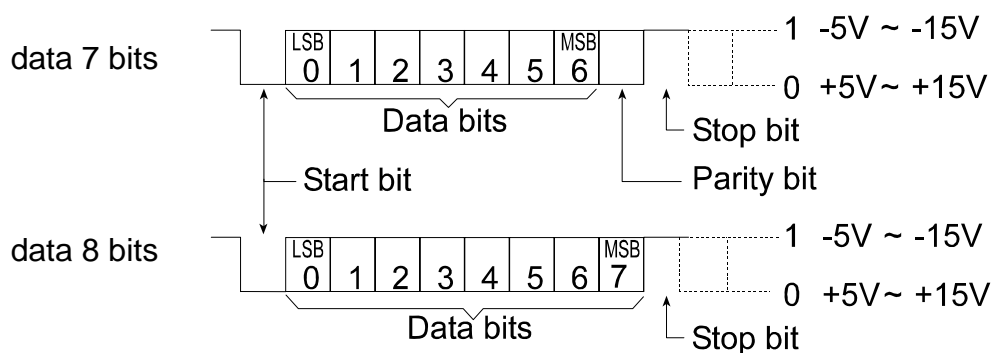 LSB MSB 1 -5V ~ -15V
data 7 bits
0 1 2 3 4 5 6
0 +5V~ +15V
Data bits
Stop bit
Start bit
Parity bit
LSB MSB 1 -5V ~ -15V
data 8 bits
0 1 2 3 4 5 6 7
0 +5V~ +15V
Data bits
Stop bit